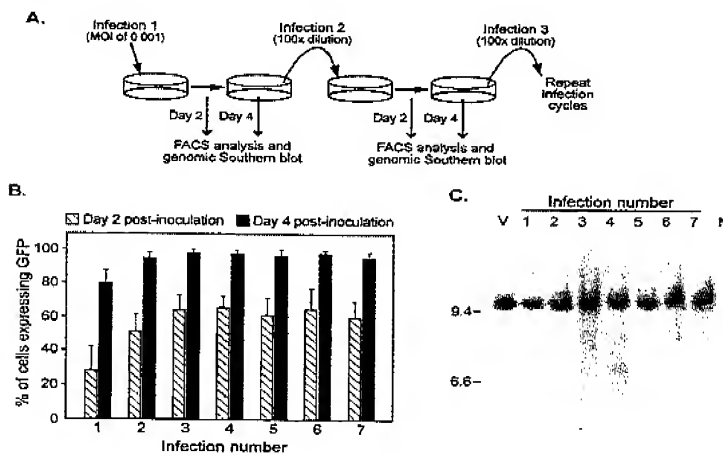 A.
Infection 1
(MOI of 0 001)
Infection 2
(100x dilution)
Infection 3
(100x dilution)
Repeat
infection
cycles
Day 2
Day 4
FACS analysis and
genomic Southern blot
Day 2
Day 4
FACS analysis and
genomic Southern blot
B.
Day 2 post-inoculation
Day 4 post-inoculation
% of cells expressing GFP
100
80
60
40
20
0
1 2 3 4 5 6 7
Infection number
C.
Infection number
V 1 2 3 4 5 6 7
9.4–
6.6–